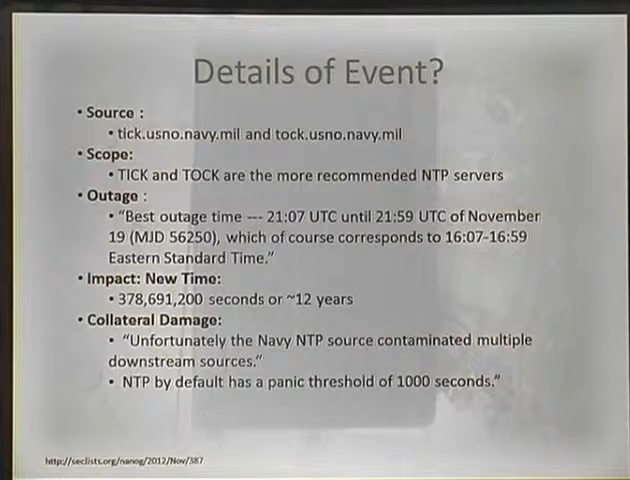 Details of Event?
• Source :
• tick.usno.navy.mil and tock.usno.navy.mil
• Scope:
• TICK and TOCK are the more recommended NTP servers
• Outage :
• “Best outage time --- 21:07 UTC until 21:59 UTC of November
19 (MJD 56250), which of course corresponds to 16:07-16:59
Eastern Standard Time.”
• Impact: New Time:
• 378,691,200 seconds or ~12 years
• Collateral Damage:
• “Unfortunately the Navy NTP source contaminated multiple
downstream sources.”
• NTP by default has a panic threshold of 1000 seconds.”
http://seclists.org/nanog/2012/Nov/387